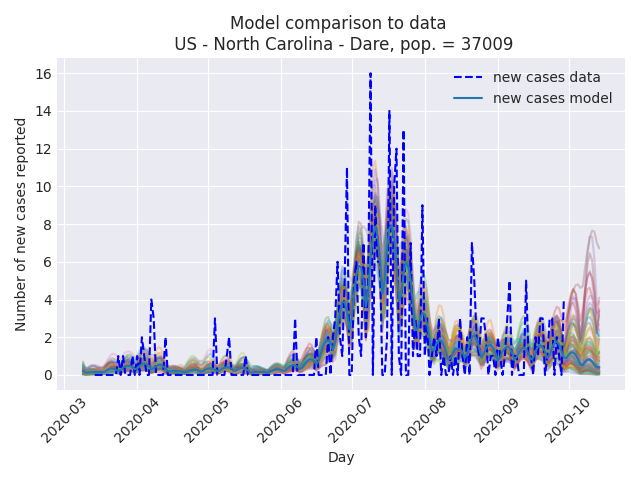 Model comparison to data
US - North Carolina - Dare, pop. = 37009
new cases data
new cases model
Number of new cases reported
16
14
12
10
8
6
4
2
0
2020-03
2020-04
2020-05
2020-06
2020-07
2020-08
2020-09
2020-10
Day